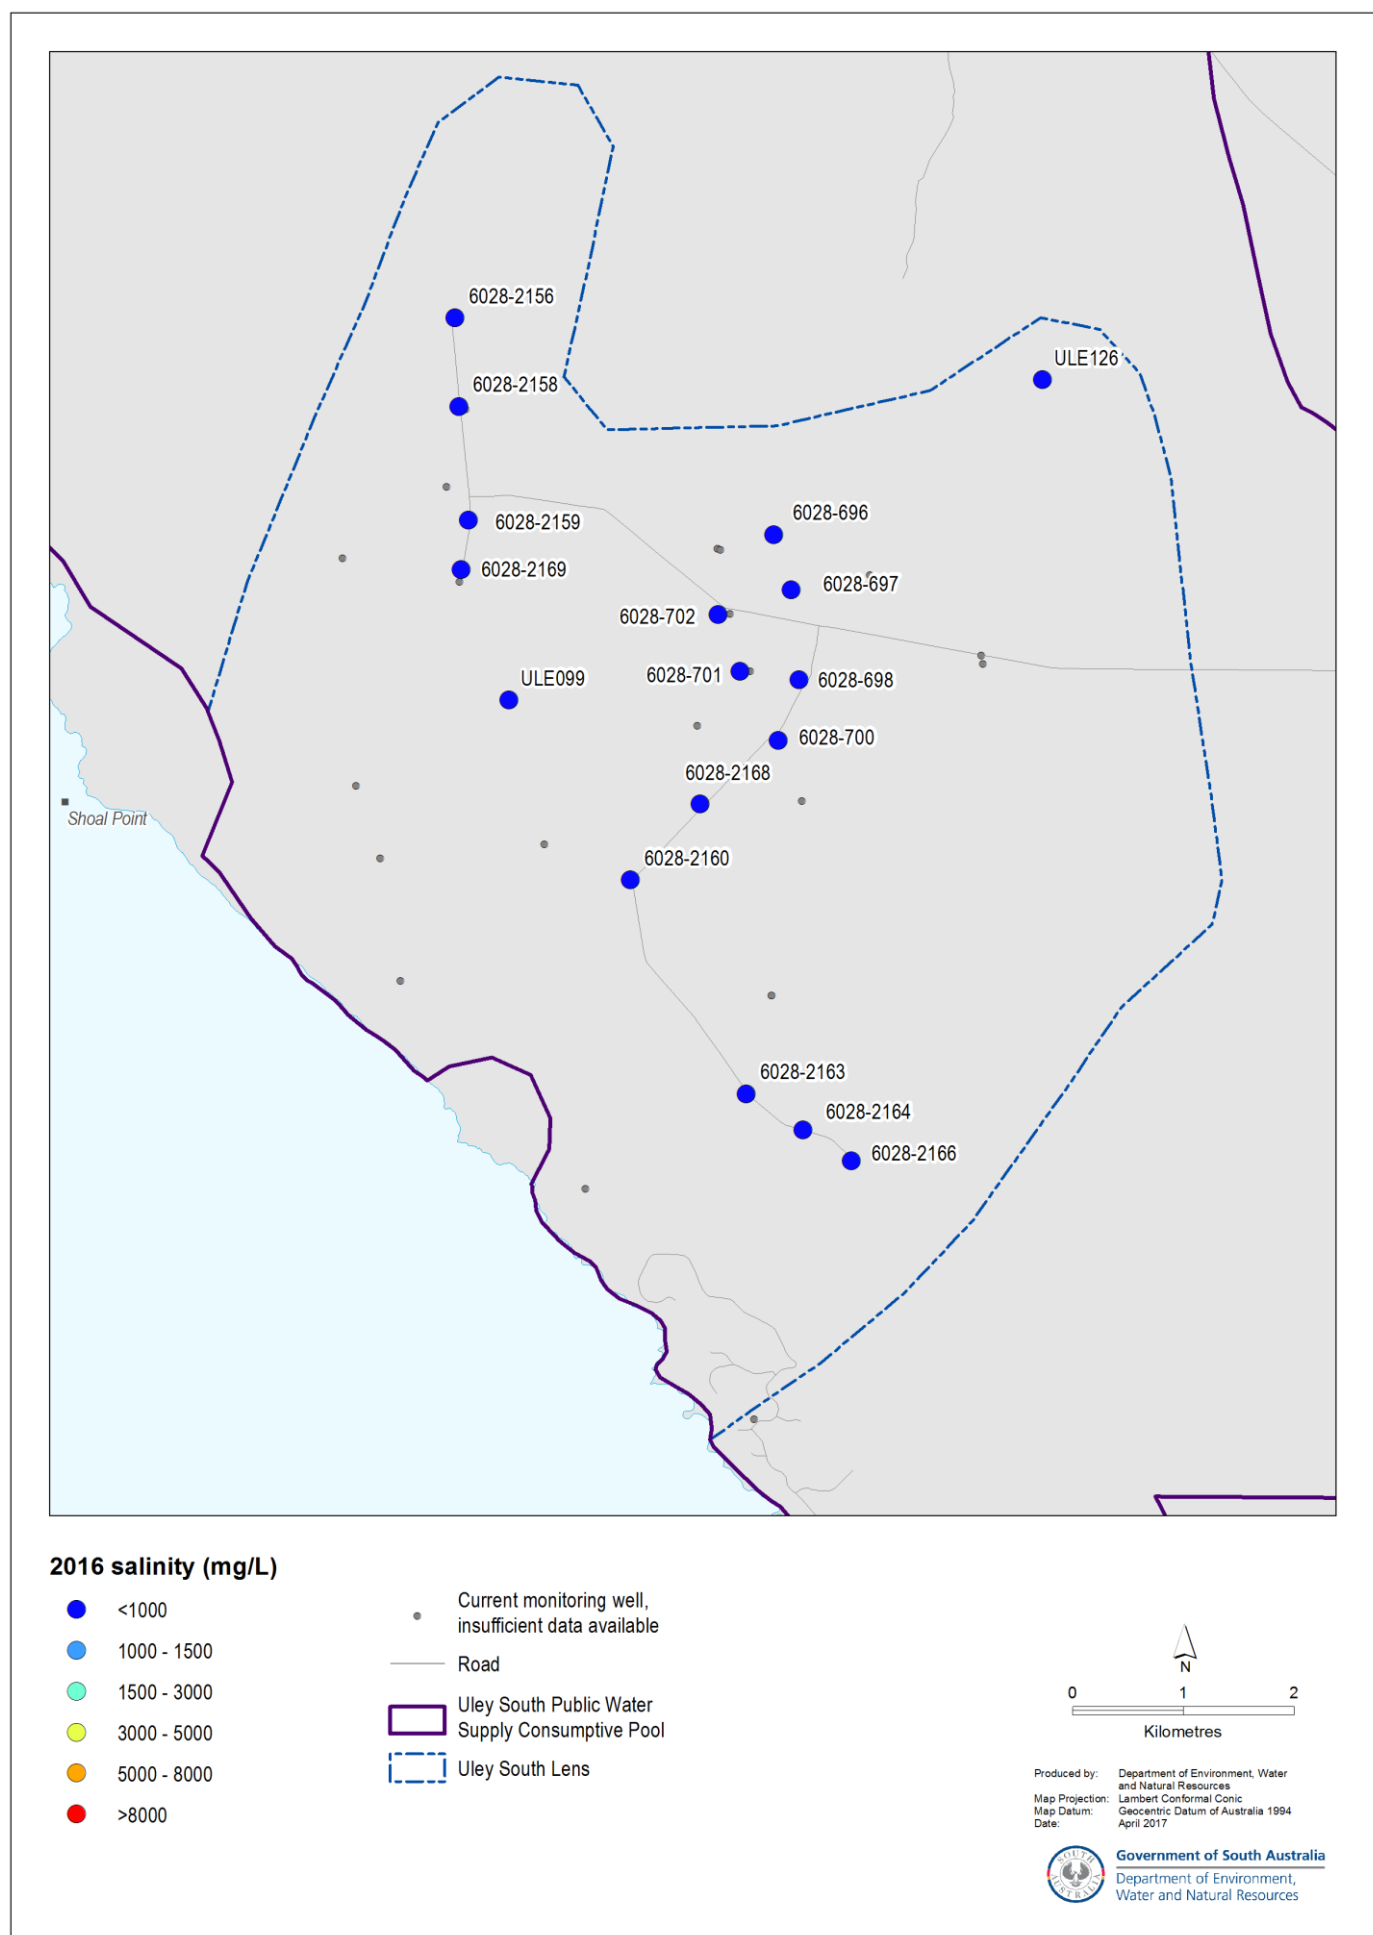 6028-2156
ULE126
6028-2158
6028-696
6028-2159
6028-2169
6028-697
6028-702
6028-701
6028-698
ULE099
6028-700
6028-2168
Shoal Point
6028-2160
6028-2163
6028-2164
6028-2166
2016 salinity (mg/L)
<1000
1000 - 1500
1500 - 3000
3000 - 5000
5000 - 8000
>8000
Current monitoring well,
insufficient data available
Road
Uley South Public Water
Supply Consumptive Pool
Uley South Lens
N
0 1 2
Kilometres
Produced by: Department of Environment, Water
and Natural Resources
Map Projection: Lambert Conformal Conic
Map Datum: Geocentric Datum of Australia 1994
Date: April 2017
SOUTH
AUSTRALIA
Government of South Australia
Department of Environment,
Water and Natural Resources